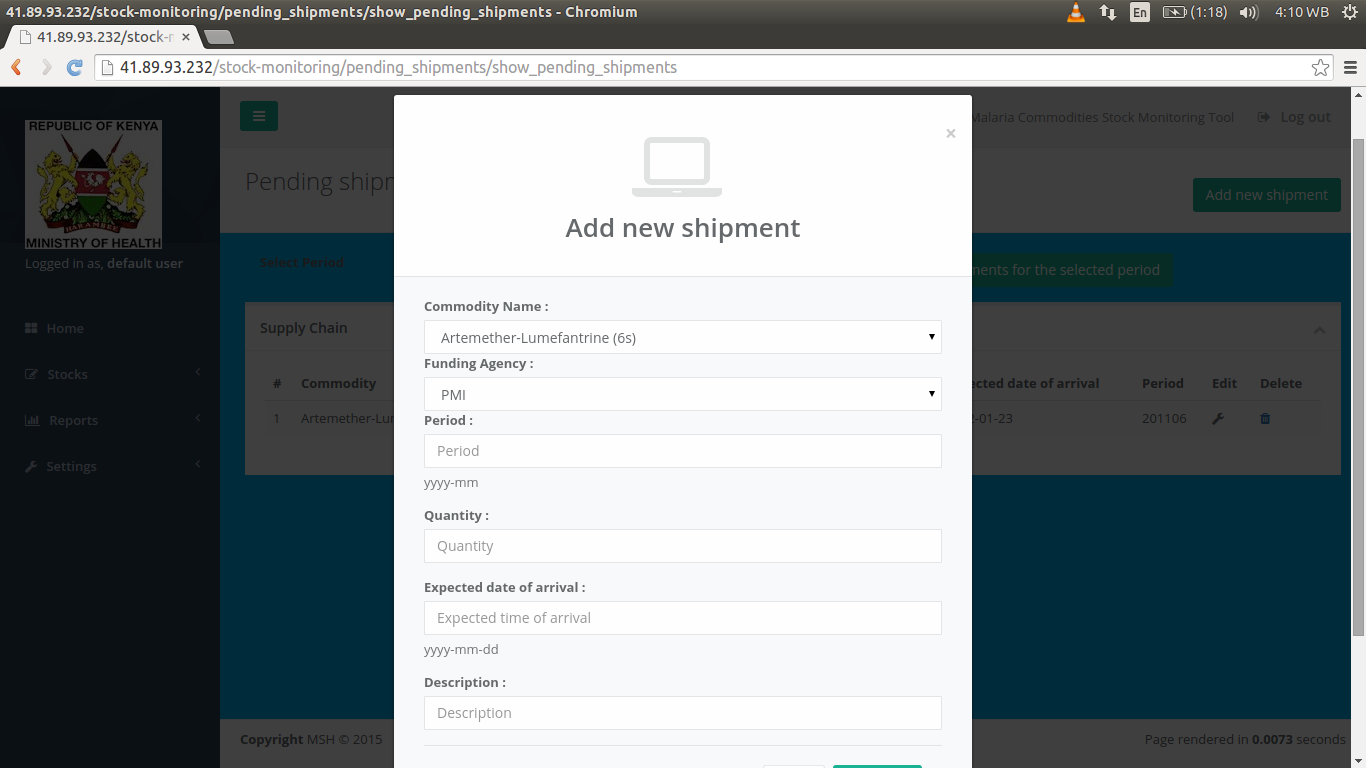 41.89.93.232/stock-monitoring/pending_shipments/show_pending_shipments - Chromium
En
(1:18)
4:10 WB
41.89.93.232/stock-r
41.89.93.232/stock-monitoring/pending_shipments/show_pending_shipments
REPUBLIC OF KENYA
HARAMBEE
MINISTRY OF HEALTH
Logged in as, default user
Home
Stocks
Reports
Settings
Malaria Commodities Stock Monitoring Tool
Log out
Pending shipr
Add new shipment
Select Period
ments for the selected period
Supply Chain
# Commodity
ected date of arrival Period Edit Delete
1 Artemether-Lur
2-01-23 201106
×
Add new shipment
Commodity Name :
Artemether-Lumefantrine (6s)
Funding Agency :
PMI
Period :
Period
yyyy-mm
Quantity :
Quantity
Expected date of arrival :
Expected time of arrival
yyyy-mm-dd
Description :
Description
Copyright MSH © 2015
Page rendered in 0.0073 seconds